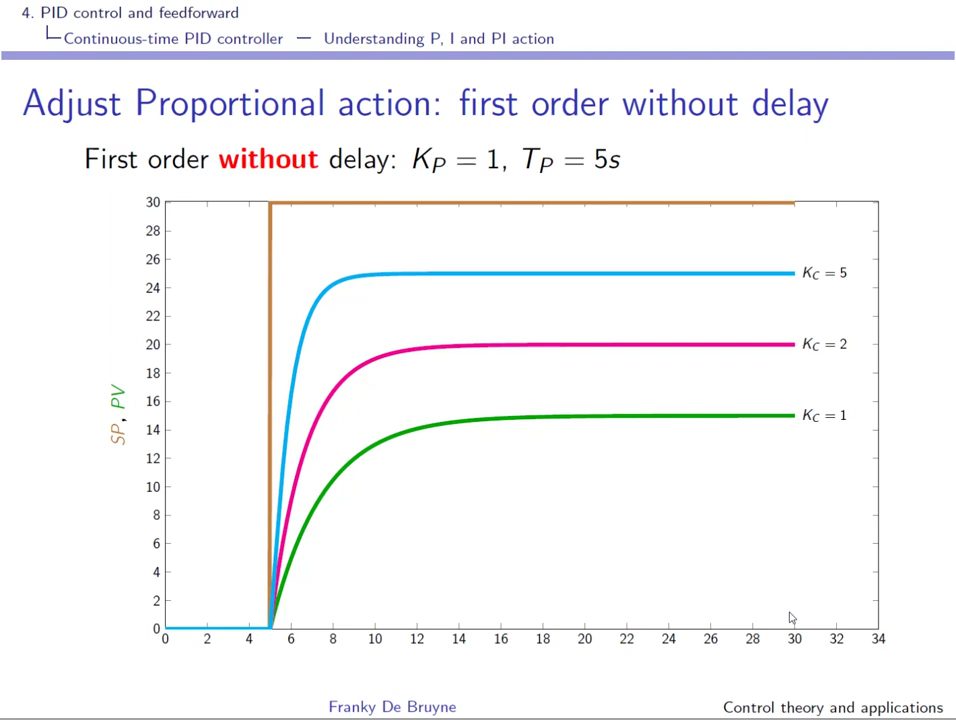 4. PID control and feedforward
Continuous-time PID controller — Understanding P, I and PI action
Adjust Proportional action: first order without delay
First order without delay: K_P = 1, T_P = 5s
30
28
26
24
22
20
18
16
14
12
10
8
6
4
2
0
SP, PV
K_C = 5
K_C = 2
K_C = 1
0 2 4 6 8 10 12 14 16 18 20 22 24 26 28 30 32 34
Franky De Bruyne
Control theory and applications